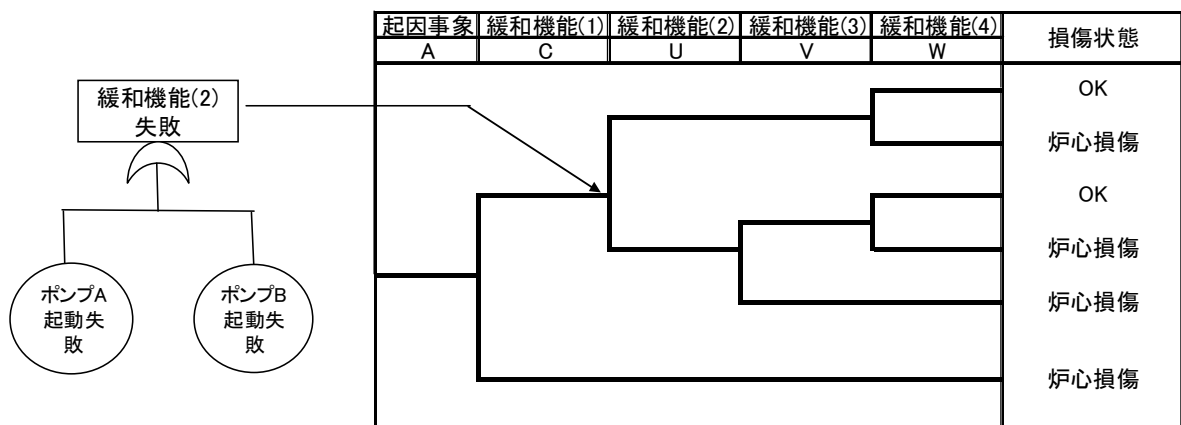 起因事象 緩和機能(1) 緩和機能(2) 緩和機能(3) 緩和機能(4) 損傷状態
A C U V W
緩和機能(2)
失敗
ポンプA
起動失
敗
ポンプB
起動失
敗
OK
炉心損傷
OK
炉心損傷
炉心損傷
炉心損傷